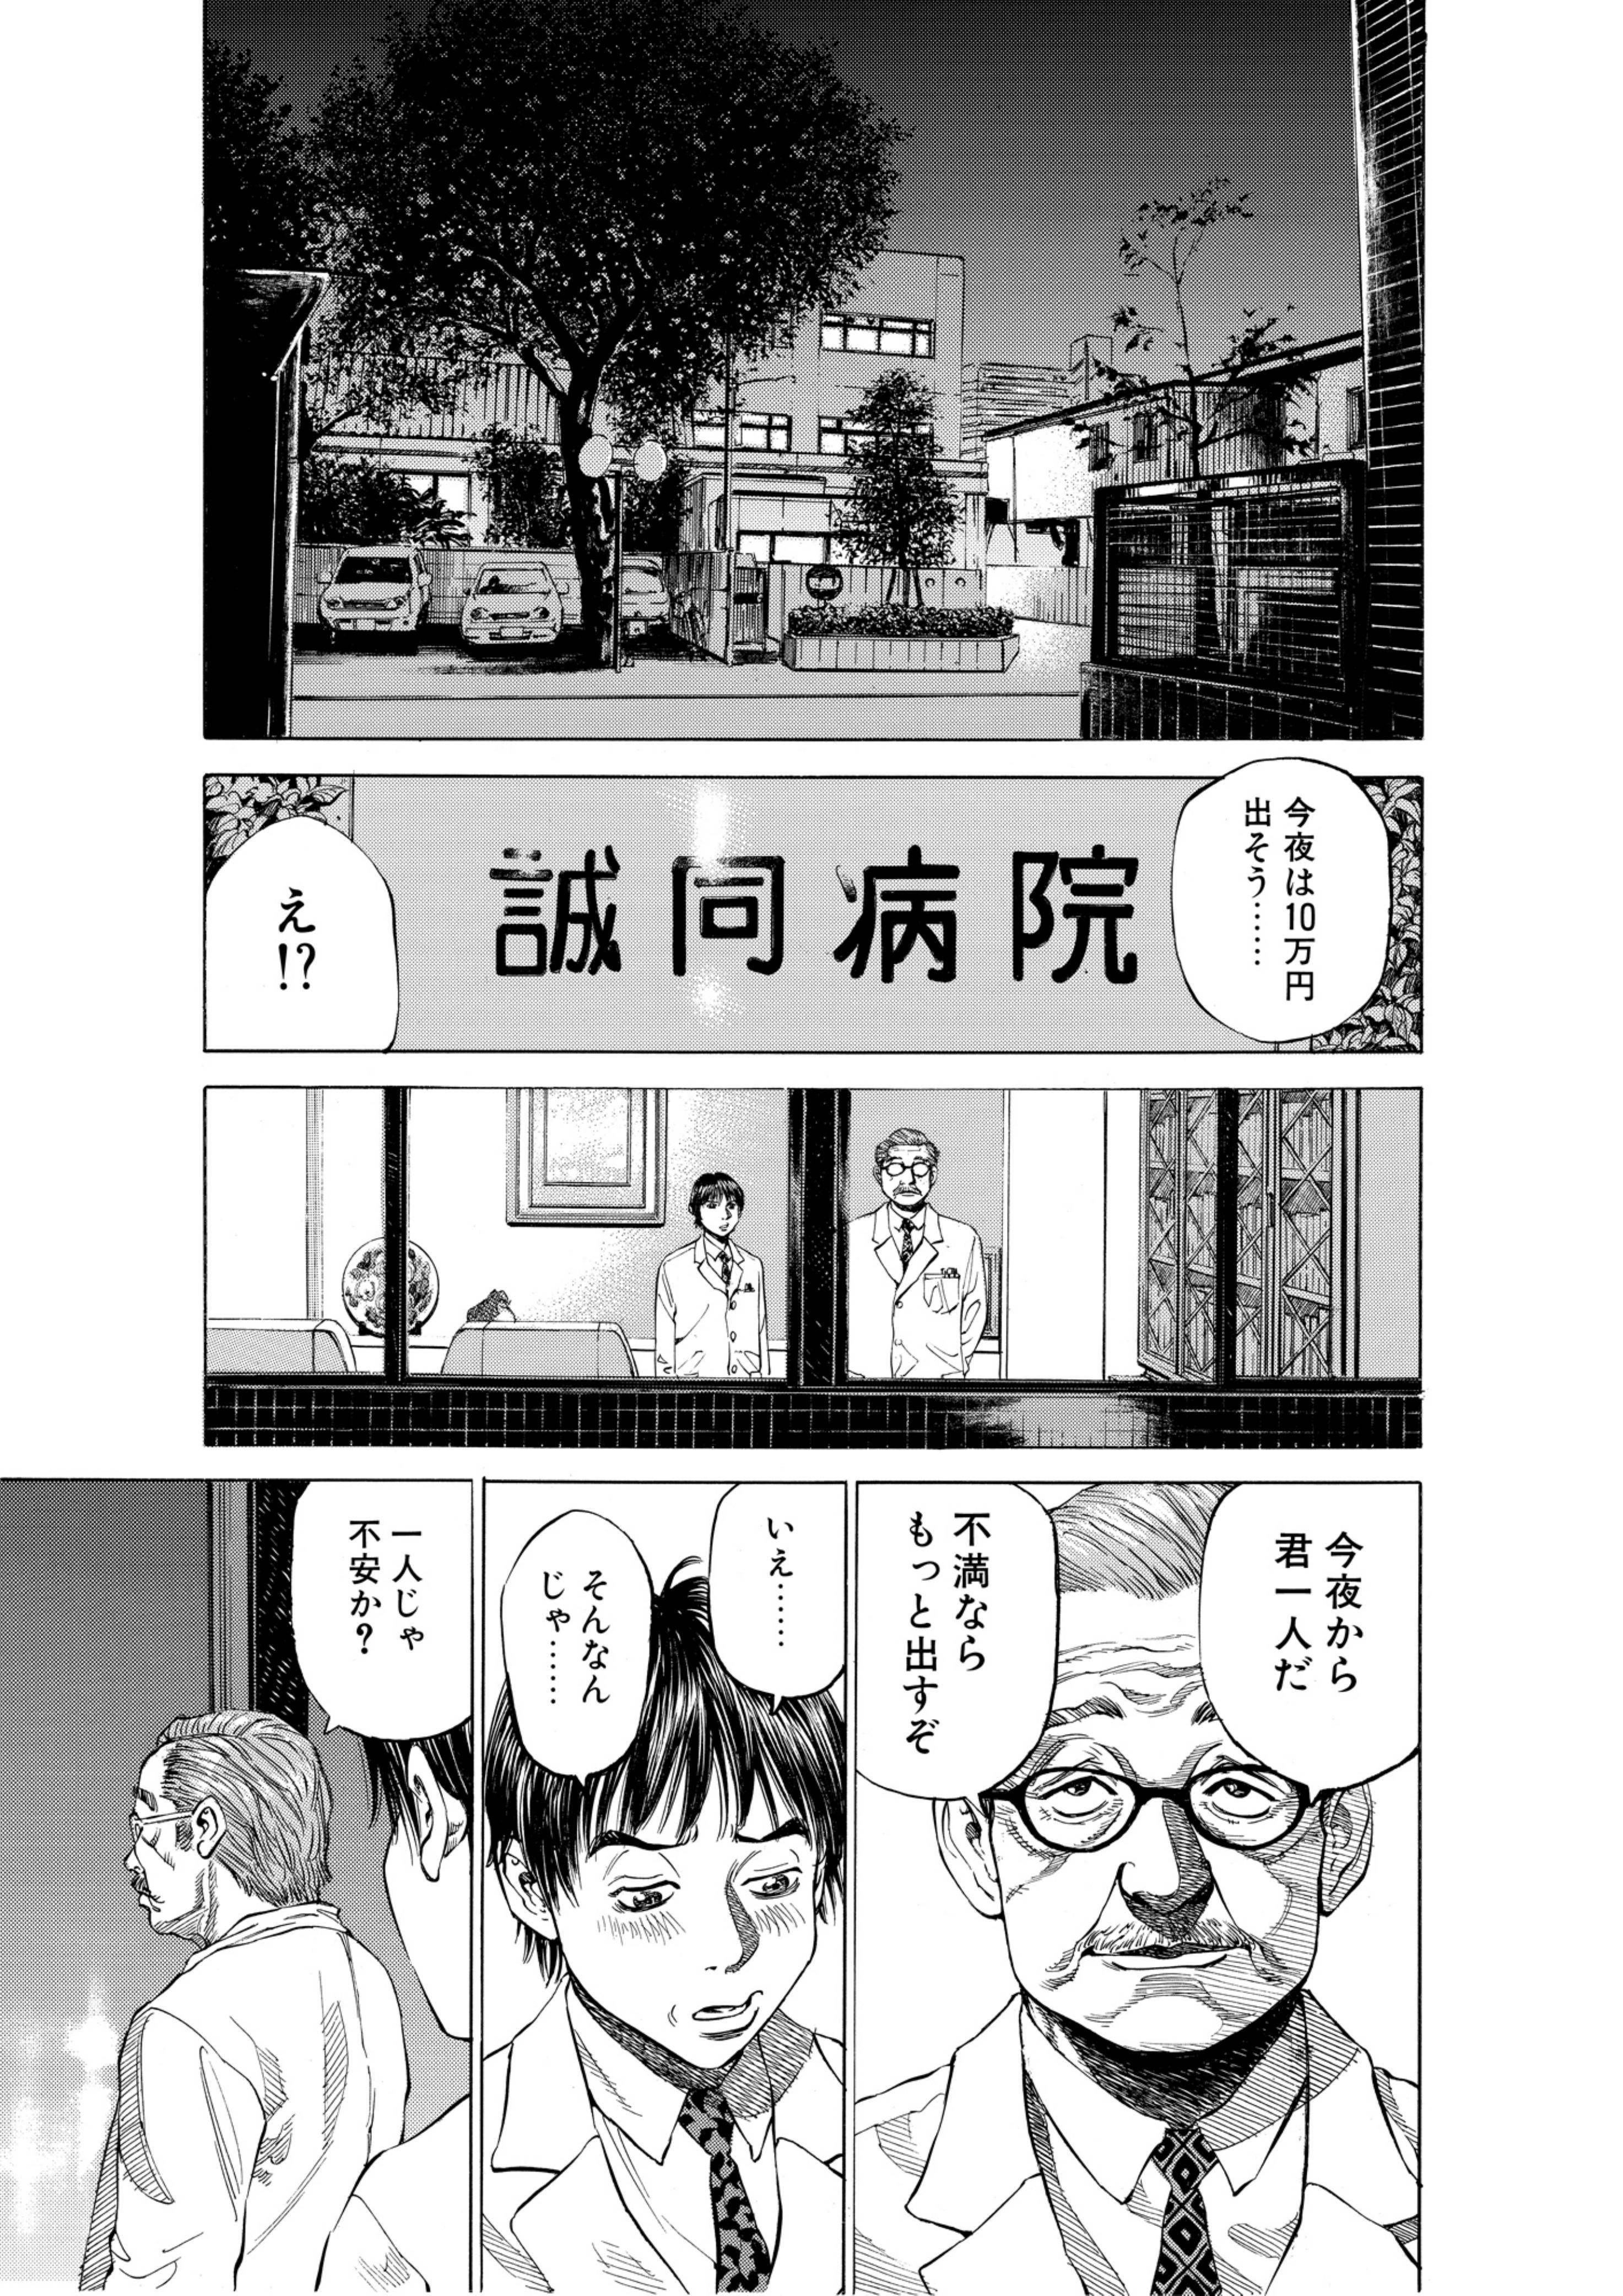 今夜は10万円
出そう……
誠同病院
え!?
今夜から
君一人だ
不満なら
もっと出すぞ
いえ……
そんなん
じゃ……
一人じゃ
不安か?